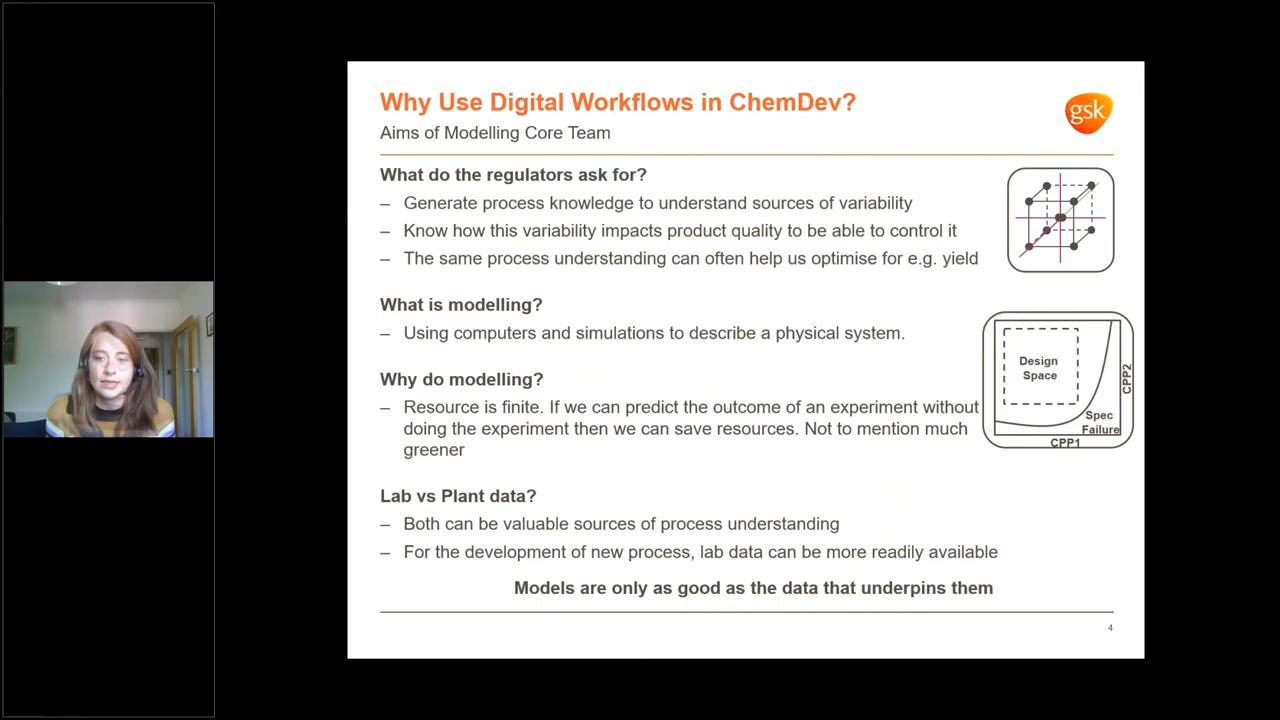 Why Use Digital Workflows in ChemDev?
Aims of Modelling Core Team
gsk
What do the regulators ask for?
– Generate process knowledge to understand sources of variability
– Know how this variability impacts product quality to be able to control it
– The same process understanding can often help us optimise for e.g. yield
What is modelling?
– Using computers and simulations to describe a physical system.
Why do modelling?
– Resource is finite. If we can predict the outcome of an experiment without
doing the experiment then we can save resources. Not to mention much
greener
Design
Space
CPP2
Spec
Failure
CPP1
Lab vs Plant data?
– Both can be valuable sources of process understanding
– For the development of new process, lab data can be more readily available
Models are only as good as the data that underpins them
4